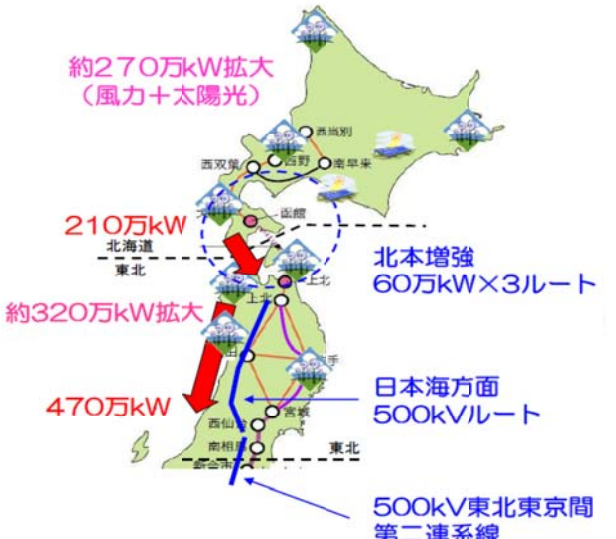 約270万kW拡大
（風力＋太陽光）
西当別
西双葉
西野
南早来
函館
210万kW
北海道
東北
北本増強
60万kW×3ルート
上北
上北
約320万kW拡大
470万kW
日本海方面
500kVルート
宮城
西仙台
南相馬
東北
500kV東北東京間
第二連系線